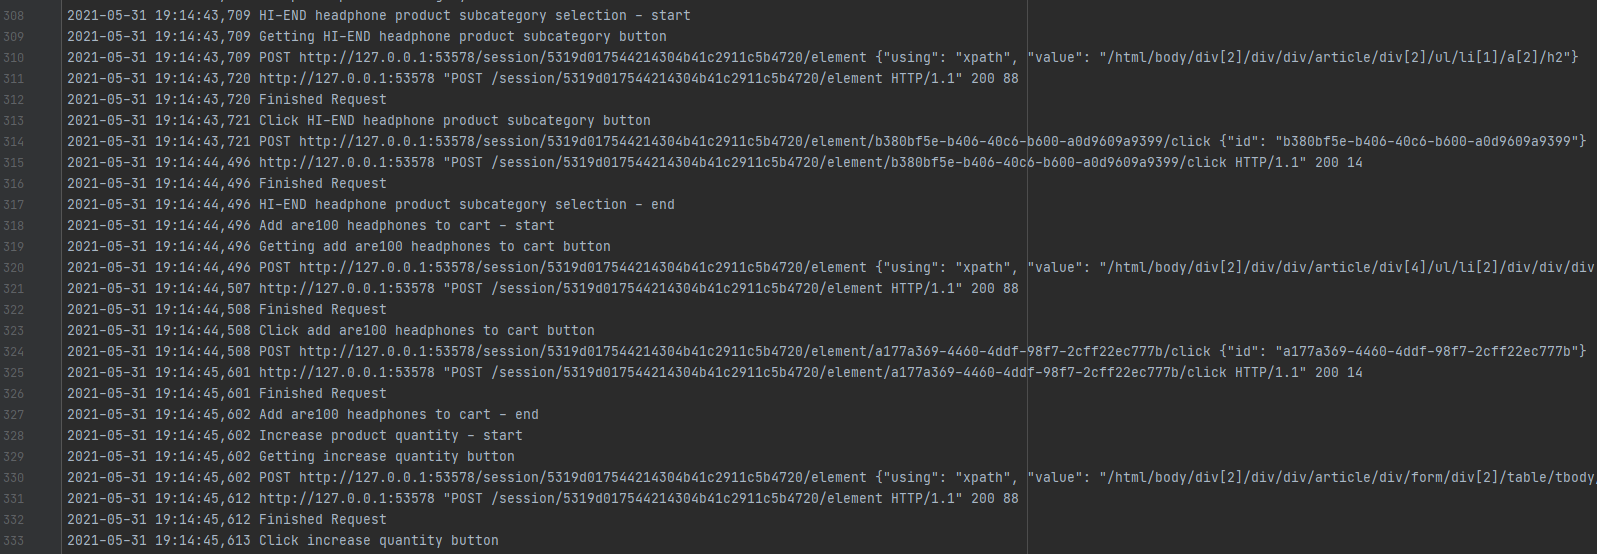 308 2021-05-31 19:14:43,709 HI-END headphone product subcategory selection - start
309 2021-05-31 19:14:43,709 Getting HI-END headphone product subcategory button
310 2021-05-31 19:14:43,709 POST http://127.0.0.1:53578/session/5319d017544214304b41c2911c5b4720/element {"using": "xpath", "value": "/html/body/div[2]/div/div/article/div[2]/ul/li[1]/a[2]/h2"}
311 2021-05-31 19:14:43,720 http://127.0.0.1:53578 "POST /session/5319d017544214304b41c2911c5b4720/element HTTP/1.1" 200 88
312 2021-05-31 19:14:43,720 Finished Request
313 2021-05-31 19:14:43,721 Click HI-END headphone product subcategory button
314 2021-05-31 19:14:43,721 POST http://127.0.0.1:53578/session/5319d017544214304b41c2911c5b4720/element/b380bf5e-b406-40c6-b600-a0d9609a9399/click {"id": "b380bf5e-b406-40c6-b600-a0d9609a9399"}
315 2021-05-31 19:14:44,496 http://127.0.0.1:53578 "POST /session/5319d017544214304b41c2911c5b4720/element/b380bf5e-b406-40c6-b600-a0d9609a9399/click HTTP/1.1" 200 14
316 2021-05-31 19:14:44,496 Finished Request
317 2021-05-31 19:14:44,496 HI-END headphone product subcategory selection - end
318 2021-05-31 19:14:44,496 Add are100 headphones to cart - start
319 2021-05-31 19:14:44,496 Getting add are100 headphones to cart button
320 2021-05-31 19:14:44,496 POST http://127.0.0.1:53578/session/5319d017544214304b41c2911c5b4720/element {"using": "xpath", "value": "/html/body/div[2]/div/div/article/div[4]/ul/li[2]/div/div/div
321 2021-05-31 19:14:44,507 http://127.0.0.1:53578 "POST /session/5319d017544214304b41c2911c5b4720/element HTTP/1.1" 200 88
322 2021-05-31 19:14:44,508 Finished Request
323 2021-05-31 19:14:44,508 Click add are100 headphones to cart button
324 2021-05-31 19:14:44,508 POST http://127.0.0.1:53578/session/5319d017544214304b41c2911c5b4720/element/a177a369-4460-4ddf-98f7-2cff22ec777b/click {"id": "a177a369-4460-4ddf-98f7-2cff22ec777b"}
325 2021-05-31 19:14:45,601 http://127.0.0.1:53578 "POST /session/5319d017544214304b41c2911c5b4720/element/a177a369-4460-4ddf-98f7-2cff22ec777b/click HTTP/1.1" 200 14
326 2021-05-31 19:14:45,601 Finished Request
327 2021-05-31 19:14:45,602 Add are100 headphones to cart - end
328 2021-05-31 19:14:45,602 Increase product quantity - start
329 2021-05-31 19:14:45,602 Getting increase quantity button
330 2021-05-31 19:14:45,602 POST http://127.0.0.1:53578/session/5319d017544214304b41c2911c5b4720/element {"using": "xpath", "value": "/html/body/div[2]/div/div/article/div/form/div[2]/table/tbody/
331 2021-05-31 19:14:45,612 http://127.0.0.1:53578 "POST /session/5319d017544214304b41c2911c5b4720/element HTTP/1.1" 200 88
332 2021-05-31 19:14:45,612 Finished Request
333 2021-05-31 19:14:45,613 Click increase quantity button